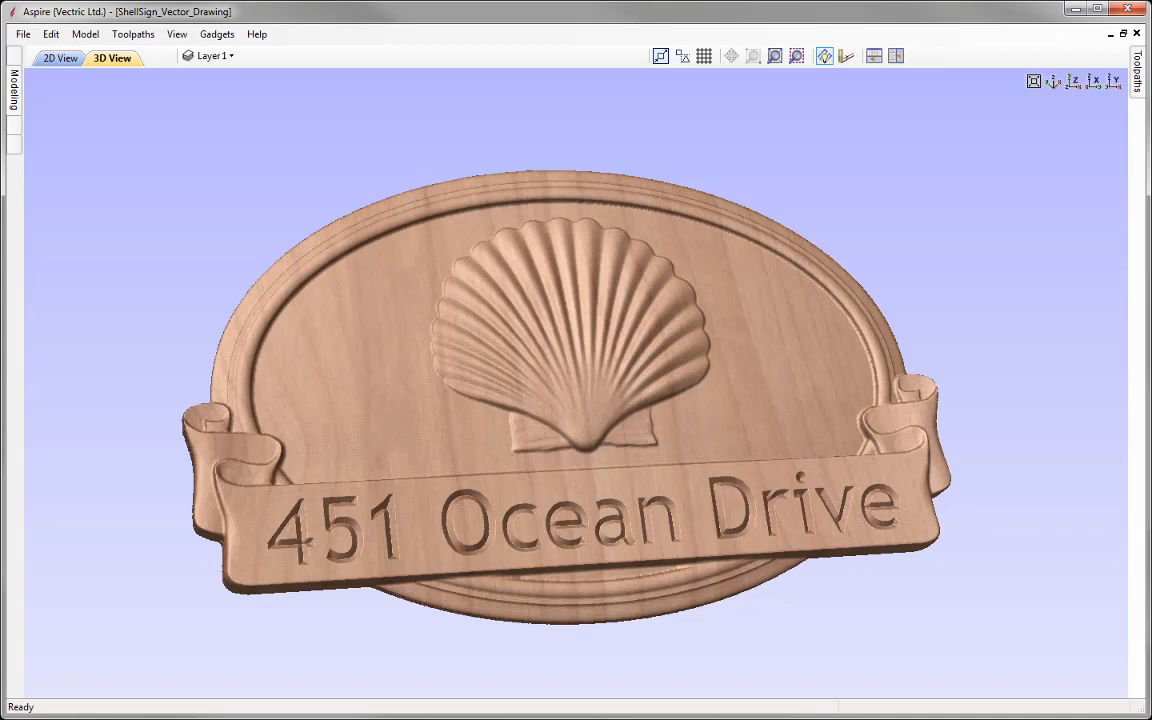 Aspire {Vectric Ltd.} - [ShellSign_Vector_Drawing]
File Edit Model Toolpaths View Gadgets Help
2D View 3D View Layer 1
Modeling
Toolpaths
Z X Y
451 Ocean Drive
Ready